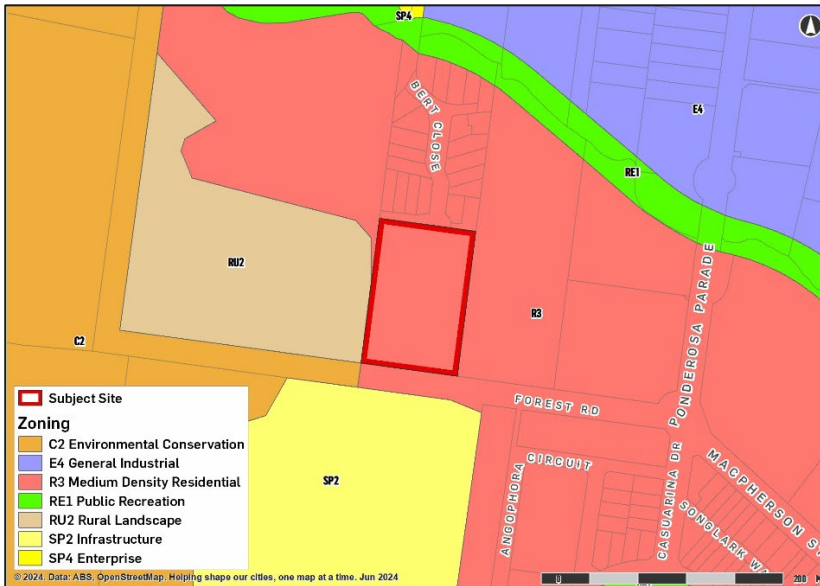 SP4
BERT CLOSE
E4
RE1
RU2
PONDEROSA PARADE
R3
C2
FOREST RD
Subject Site
Zoning
C2 Environmental Conservation
E4 General Industrial
R3 Medium Density Residential
RE1 Public Recreation
RU2 Rural Landscape
SP2 Infrastructure
SP4 Enterprise
SP2
ANGOPHORA
CIRCUIT
CASUARINA DR
MACPHERSON ST
SONGLARK WA
© 2024. Data: ABS, OpenStreetMap. Helping shape our cities, one map at a time. Jun 2024
0
200